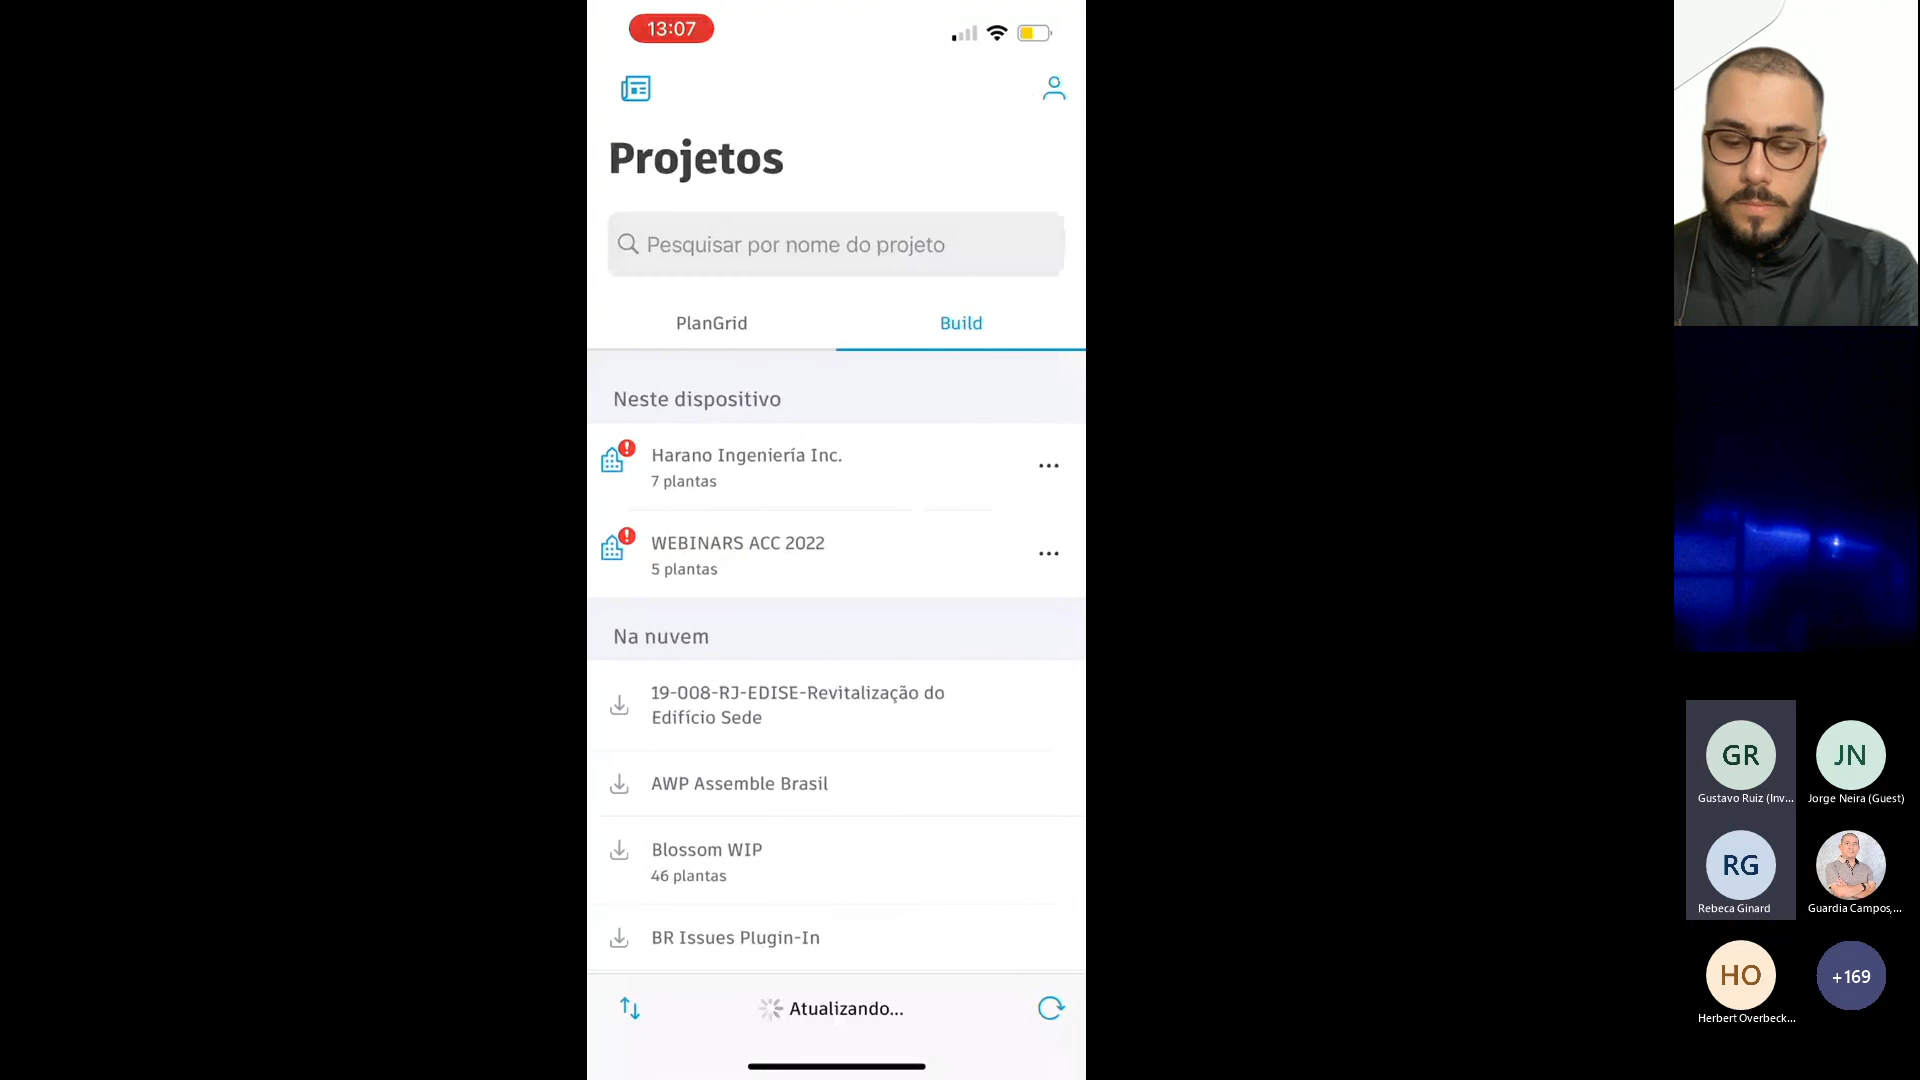 13:07
Projetos
Pesquisar por nome do projeto
PlanGrid
Build
Neste dispositivo
Harano Ingeniería Inc.
7 plantas
WEBINARS ACC 2022
5 plantas
Na nuvem
19-008-RJ-EDISE-Revitalização do
Edifício Sede
AWP Assemble Brasil
Blossom WIP
46 plantas
BR Issues Plugin-In
Atualizando...
GR
Gustavo Ruiz (Inv...
JN
Jorge Neira (Guest)
RG
Rebeca Ginard
Guardia Campos,...
HO
Herbert Overbeck...
+169